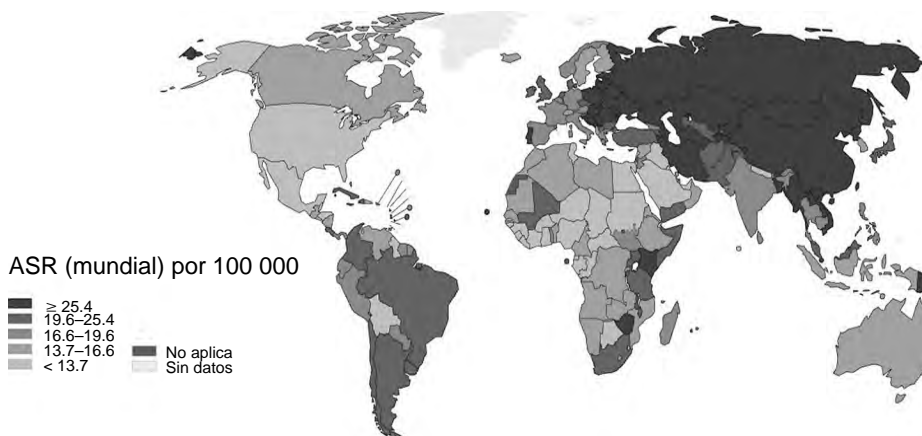 ASR (mundial) por 100 000
≥ 25.4
19.6–25.4
16.6–19.6
13.7–16.6
< 13.7
No aplica
Sin datos